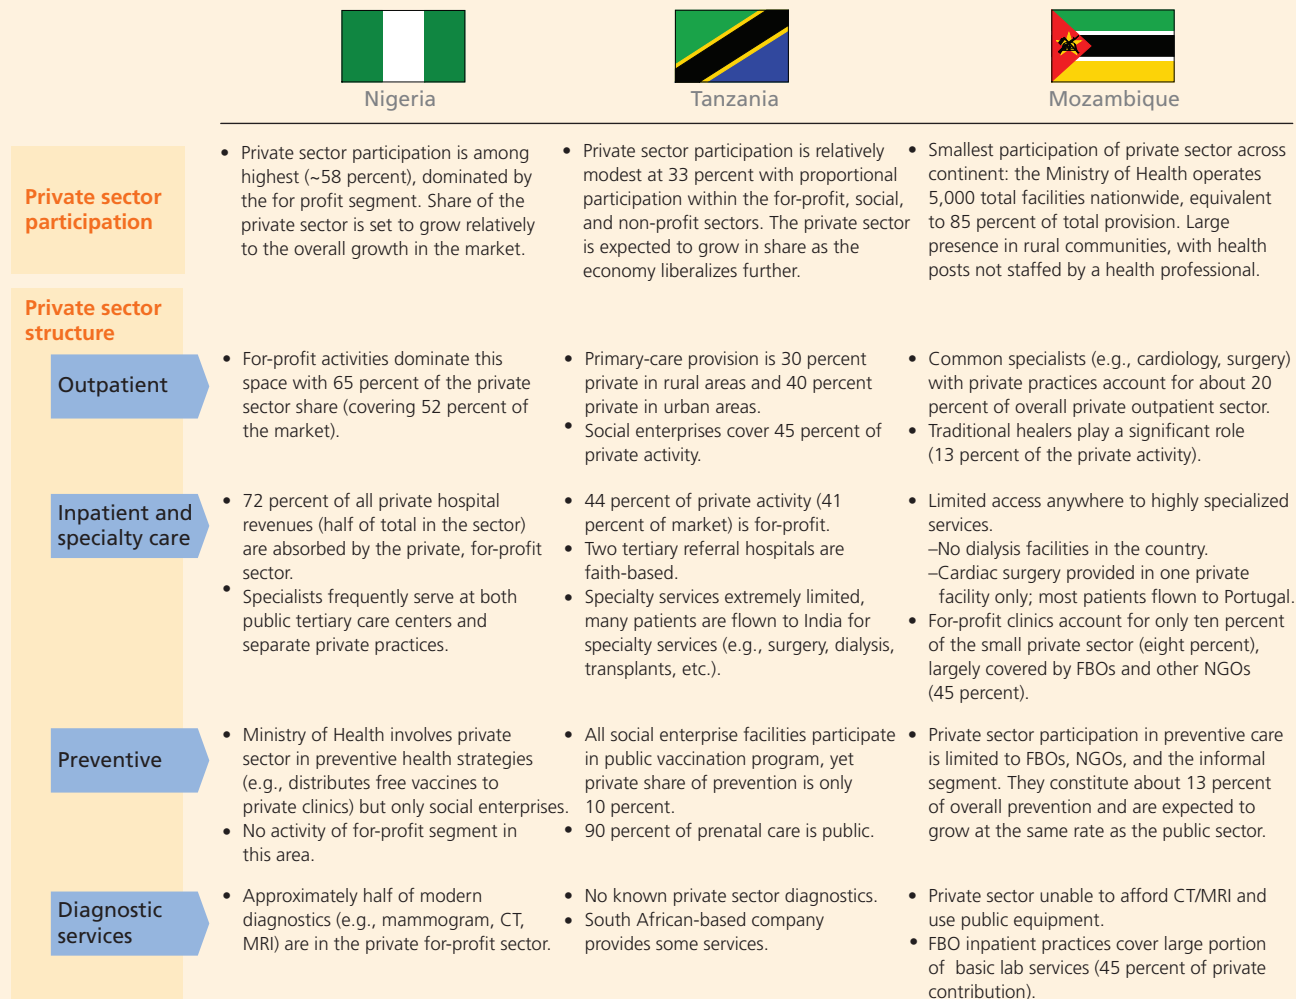 Nigeria
Tanzania
Mozambique
Private sector
participation
• Private sector participation is among
highest (~58 percent), dominated by
the for profit segment. Share of the
private sector is set to grow relatively
to the overall growth in the market.
• Private sector participation is relatively
modest at 33 percent with proportional
participation within the for-profit, social,
and non-profit sectors. The private sector
is expected to grow in share as the
economy liberalizes further.
• Smallest participation of private sector across
continent: the Ministry of Health operates
5,000 total facilities nationwide, equivalent
to 85 percent of total provision. Large
presence in rural communities, with health
posts not staffed by a health professional.
Private sector
structure
Outpatient
• For-profit activities dominate this
space with 65 percent of the private
sector share (covering 52 percent of
the market).
• Primary-care provision is 30 percent
private in rural areas and 40 percent
private in urban areas.
• Social enterprises cover 45 percent of
private activity.
• Common specialists (e.g., cardiology, surgery)
with private practices account for about 20
percent of overall private outpatient sector.
• Traditional healers play a significant role
(13 percent of the private activity).
Inpatient and
specialty care
• 72 percent of all private hospital
revenues (half of total in the sector)
are absorbed by the private, for-profit
sector.
• Specialists frequently serve at both
public tertiary care centers and
separate private practices.
• 44 percent of private activity (41
percent of market) is for-profit.
• Two tertiary referral hospitals are
faith-based.
• Specialty services extremely limited,
many patients are flown to India for
specialty services (e.g., surgery, dialysis,
transplants, etc.).
• Limited access anywhere to highly specialized
services.
–No dialysis facilities in the country.
–Cardiac surgery provided in one private
facility only; most patients flown to Portugal.
• For-profit clinics account for only ten percent
of the small private sector (eight percent),
largely covered by FBOs and other NGOs
(45 percent).
Preventive
• Ministry of Health involves private
sector in preventive health strategies
(e.g., distributes free vaccines to
private clinics) but only social enterprises.
• No activity of for-profit segment in
this area.
• All social enterprise facilities participate
in public vaccination program, yet
private share of prevention is only
10 percent.
• 90 percent of prenatal care is public.
• Private sector participation in preventive care
is limited to FBOs, NGOs, and the informal
segment. They constitute about 13 percent
of overall prevention and are expected to
grow at the same rate as the public sector.
Diagnostic
services
• Approximately half of modern
diagnostics (e.g., mammogram, CT,
MRI) are in the private for-profit sector.
• No known private sector diagnostics.
• South African-based company
provides some services.
• Private sector unable to afford CT/MRI and
use public equipment.
• FBO inpatient practices cover large portion
of basic lab services (45 percent of private
contribution).